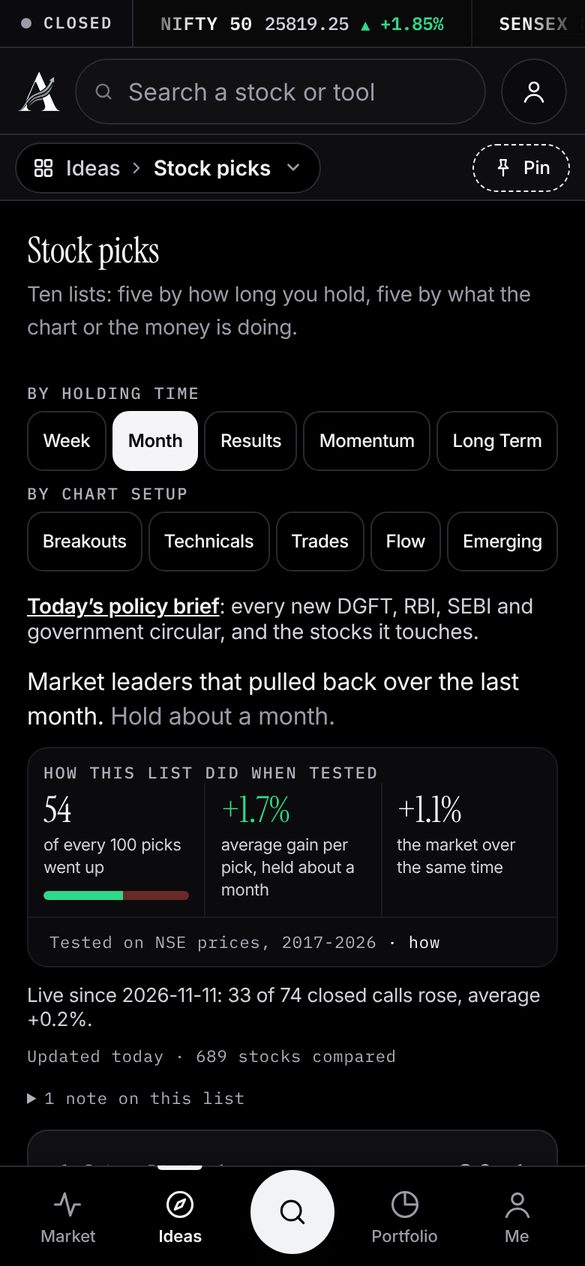 CLOSED NIFTY 50 25819.25 ▲ +1.85% SENSEX
Search a stock or tool
Ideas › Stock picks Pin
Stock picks
Ten lists: five by how long you hold, five by what the
chart or the money is doing.
BY HOLDING TIME
Week Month Results Momentum Long Term
BY CHART SETUP
Breakouts Technicals Trades Flow Emerging
Today's policy brief: every new DGFT, RBI, SEBI and
government circular, and the stocks it touches.
Market leaders that pulled back over the last
month. Hold about a month.
HOW THIS LIST DID WHEN TESTED
54 +1.7% +1.1%
of every 100 picks average gain per the market over
went up pick, held about a the same time
month
Tested on NSE prices, 2017-2026 · how
Live since 2026-11-11: 33 of 74 closed calls rose, average
+0.2%.
Updated today · 689 stocks compared
▶ 1 note on this list
Market Ideas Portfolio Me